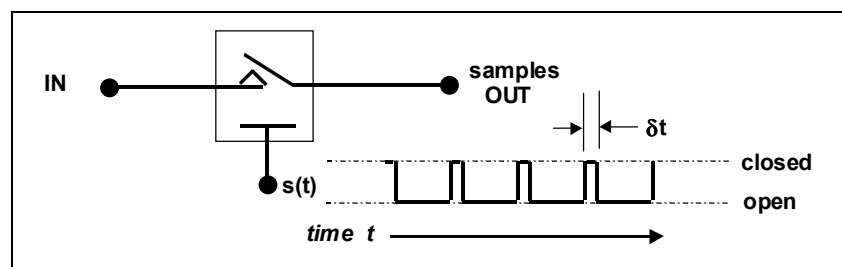 IN
samples
OUT
δt
closed
s(t)
open
time t